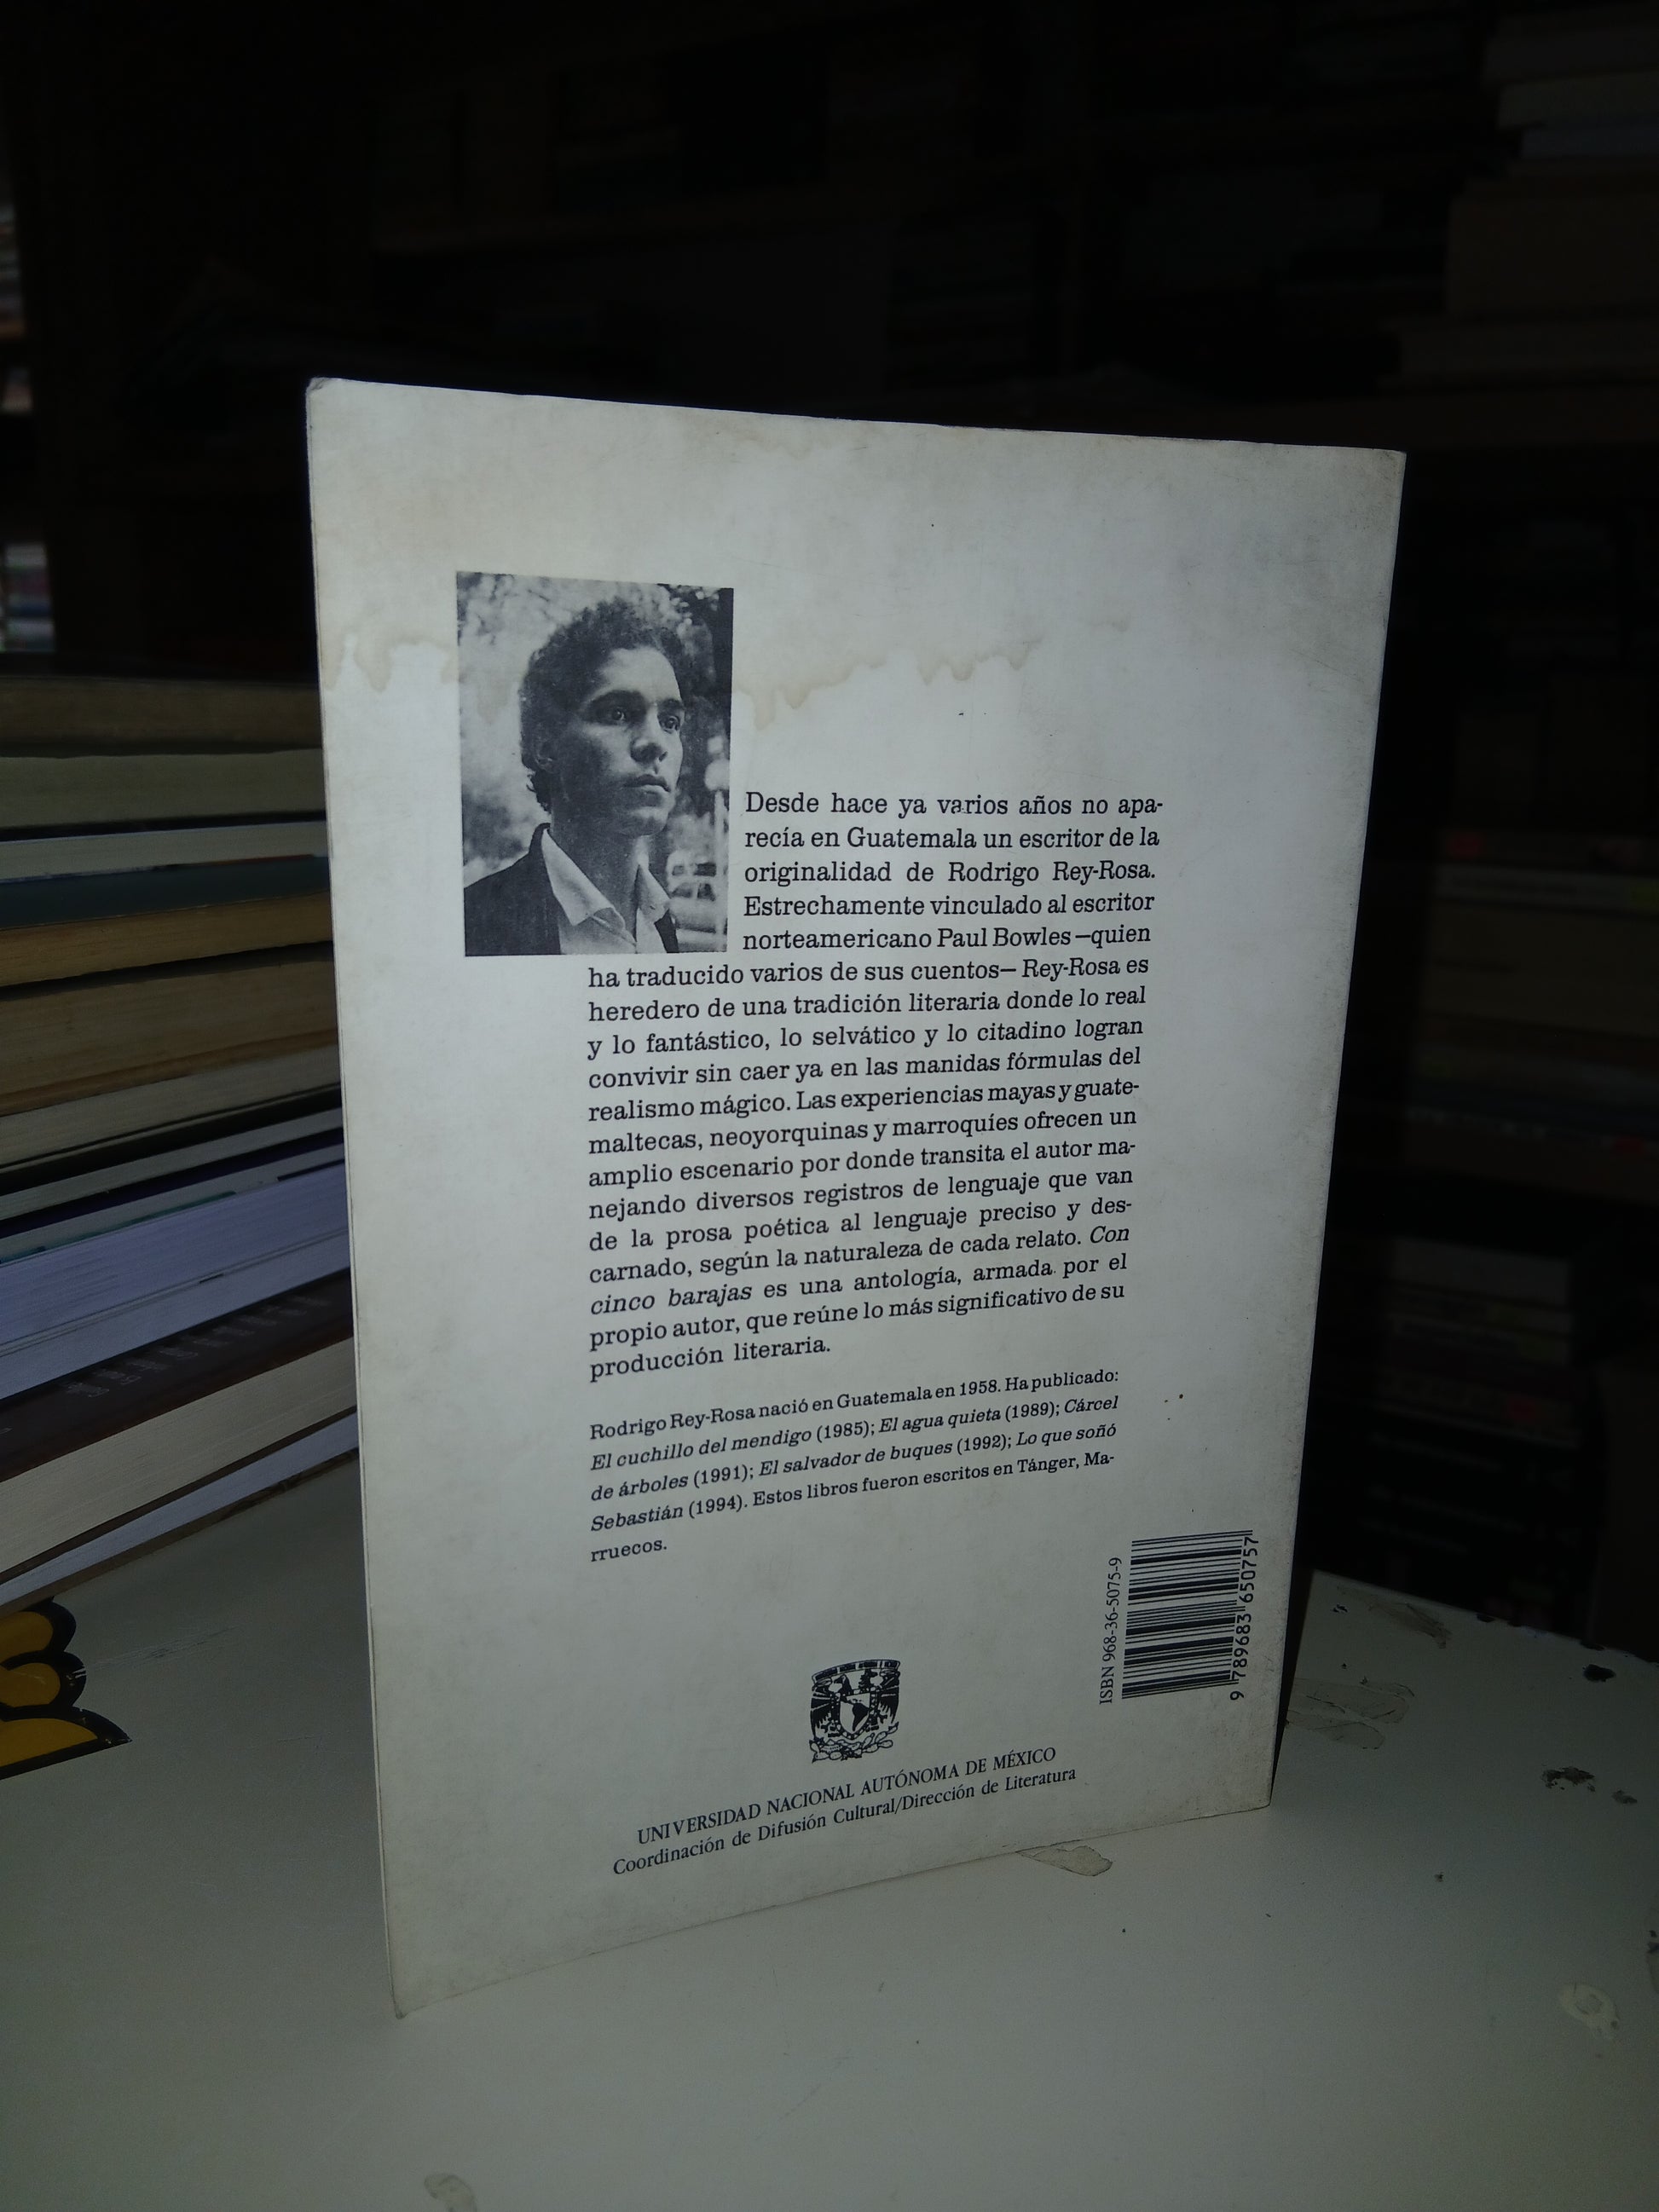 Desde hace ya varios años no apa-
recía en Guatemala un escritor de la
originalidad de Rodrigo Rey-Rosa.
Estrechamente vinculado al escritor
norteamericano Paul Bowles —quien
ha traducido varios de sus cuentos— Rey-Rosa es
heredero de una tradición literaria donde lo real
y lo fantástico, lo selvático y lo citadino logran
convivir sin caer ya en las manidas fórmulas del
realismo mágico. Las experiencias mayas y guate-
maltecas, neoyorquinas y marroquíes ofrecen un
amplio escenario por donde transita el autor ma-
nejando diversos registros de lenguaje que van
de la prosa poética al lenguaje preciso y des-
carnado, según la naturaleza de cada relato. Con
cinco barajas es una antología, armada por el
propio autor, que reúne lo más significativo de su
producción literaria.
Rodrigo Rey-Rosa nació en Guatemala en 1958. Ha publicado:
El cuchillo del mendigo (1985); El agua quieta (1989); Cárcel
de árboles (1991); El salvador de buques (1992); Lo que soñó
Sebastián (1994). Estos libros fueron escritos en Tánger, Ma-
rruecos.
ISBN 968-36-5075-9
9 789683 650757
UNIVERSIDAD NACIONAL AUTÓNOMA DE MÉXICO
Coordinación de Difusión Cultural/Dirección de Literatura